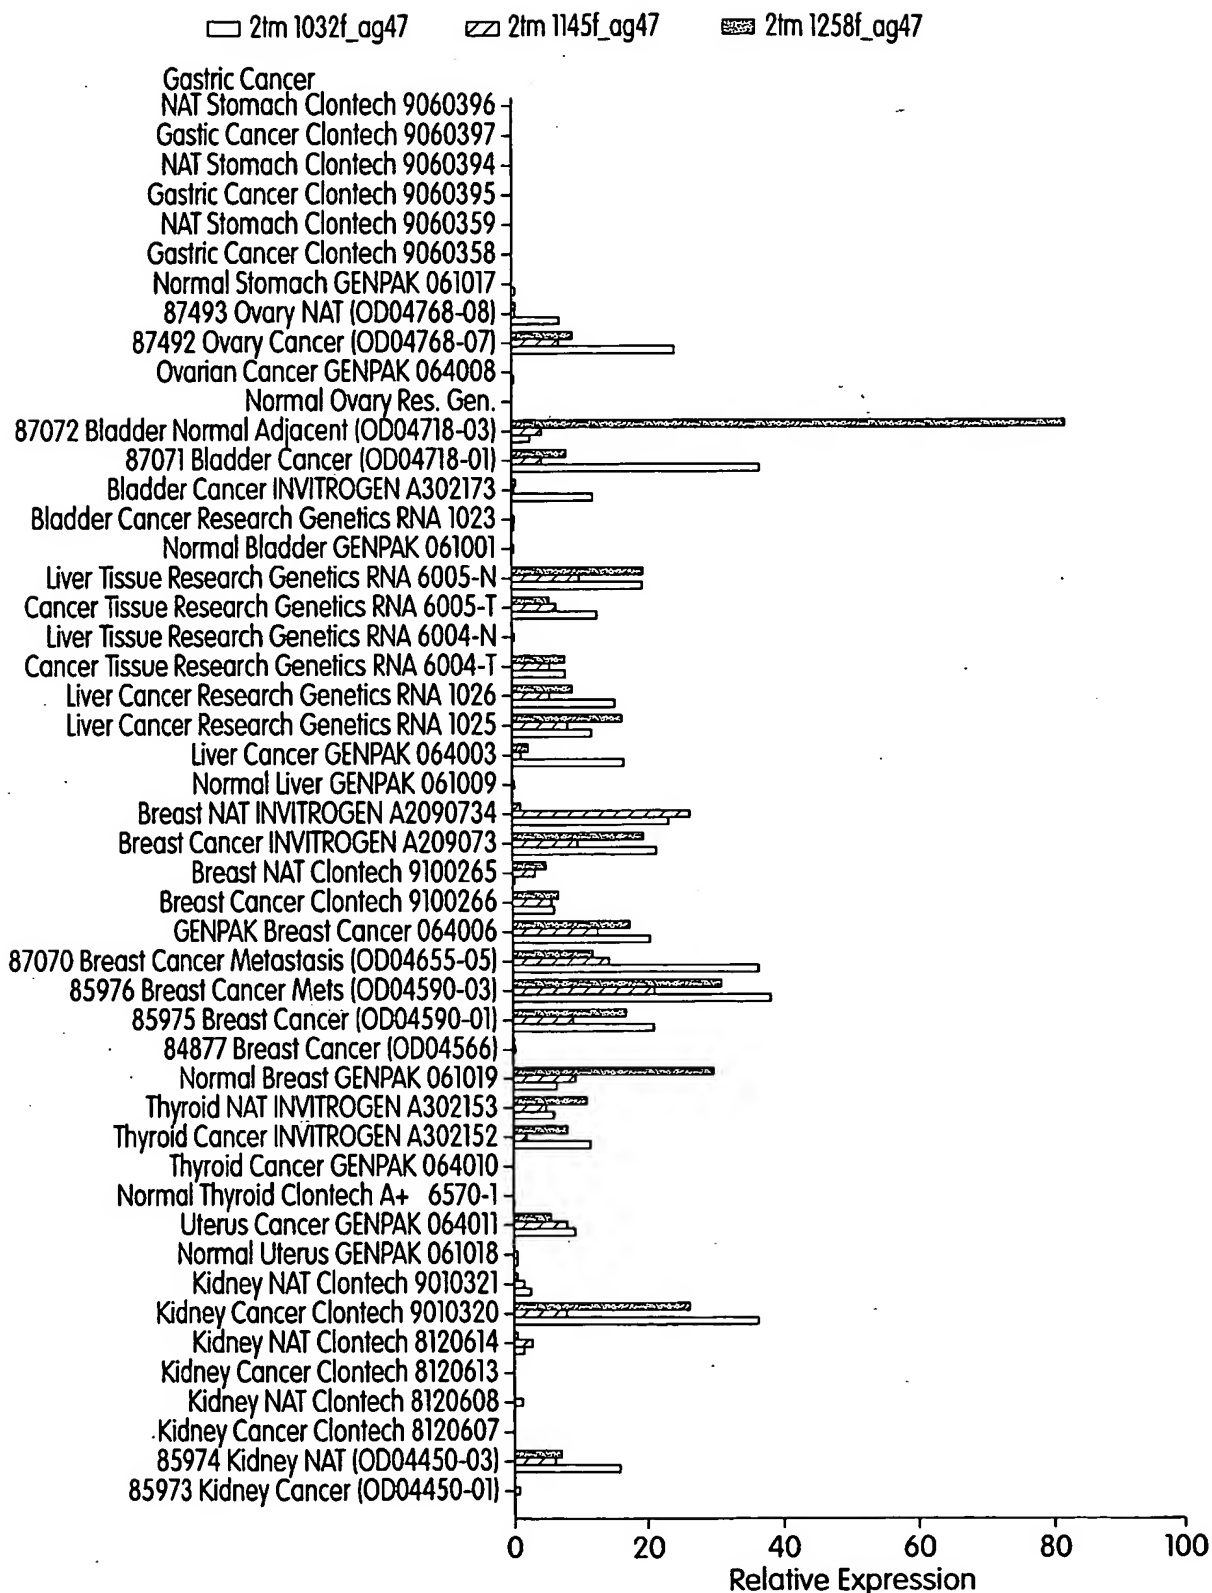 2tm 1032f_ag47 2tm 1145f_ag47 2tm 1258f_ag47
Gastric Cancer
NAT Stomach Clontech 9060396
Gastic Cancer Clontech 9060397
NAT Stomach Clontech 9060394
Gastric Cancer Clontech 9060395
NAT Stomach Clontech 9060359
Gastric Cancer Clontech 9060358
Normal Stomach GENPAK 061017
87493 Ovary NAT (OD04768-08)
87492 Ovary Cancer (OD04768-07)
Ovarian Cancer GENPAK 064008
Normal Ovary Res. Gen.
87072 Bladder Normal Adjacent (OD04718-03)
87071 Bladder Cancer (OD04718-01)
Bladder Cancer INVITROGEN A302173
Bladder Cancer Research Genetics RNA 1023
Normal Bladder GENPAK 061001
Liver Tissue Research Genetics RNA 6005-N
Cancer Tissue Research Genetics RNA 6005-T
Liver Tissue Research Genetics RNA 6004-N
Cancer Tissue Research Genetics RNA 6004-T
Liver Cancer Research Genetics RNA 1026
Liver Cancer Research Genetics RNA 1025
Liver Cancer GENPAK 064003
Normal Liver GENPAK 061009
Breast NAT INVITROGEN A2090734
Breast Cancer INVITROGEN A209073
Breast NAT Clontech 9100265
Breast Cancer Clontech 9100266
GENPAK Breast Cancer 064006
87070 Breast Cancer Metastasis (OD04655-05)
85976 Breast Cancer Mets (OD04590-03)
85975 Breast Cancer (OD04590-01)
84877 Breast Cancer (OD04566)
Normal Breast GENPAK 061019
Thyroid NAT INVITROGEN A302153
Thyroid Cancer INVITROGEN A302152
Thyroid Cancer GENPAK 064010
Normal Thyroid Clontech A+ 6570-1
Uterus Cancer GENPAK 064011
Normal Uterus GENPAK 061018
Kidney NAT Clontech 9010321
Kidney Cancer Clontech 9010320
Kidney NAT Clontech 8120614
Kidney Cancer Clontech 8120613
Kidney NAT Clontech 8120608
Kidney Cancer Clontech 8120607
85974 Kidney NAT (OD04450-03)
85973 Kidney Cancer (OD04450-01)
0 20 40 60 80 100
Relative Expression